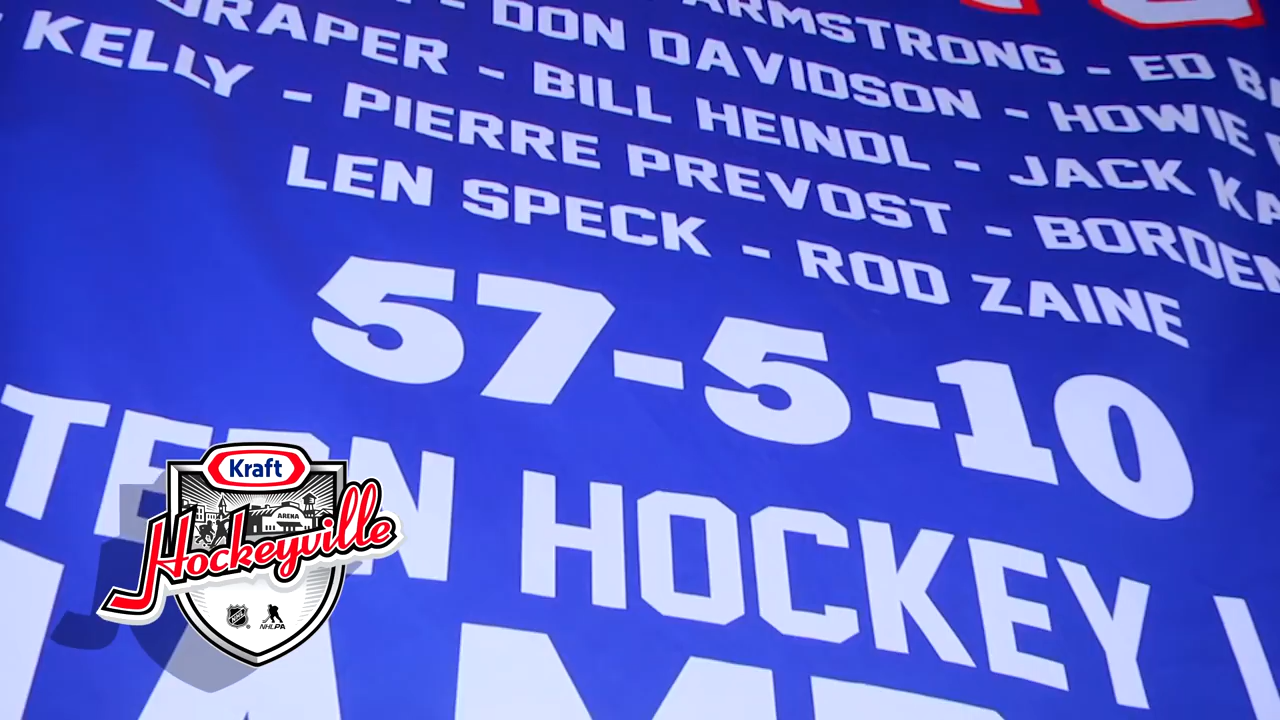 ARMSTRONG - ED
- DON DAVIDSON - HOWIE
DRAPER - BILL HEINDL - JACK
KELLY - PIERRE PREVOST - BORDEN
LEN SPECK - ROD ZAINE
57-5-10
HOCKEY
Kraft
ARENA
Hockeyville
NHLPA